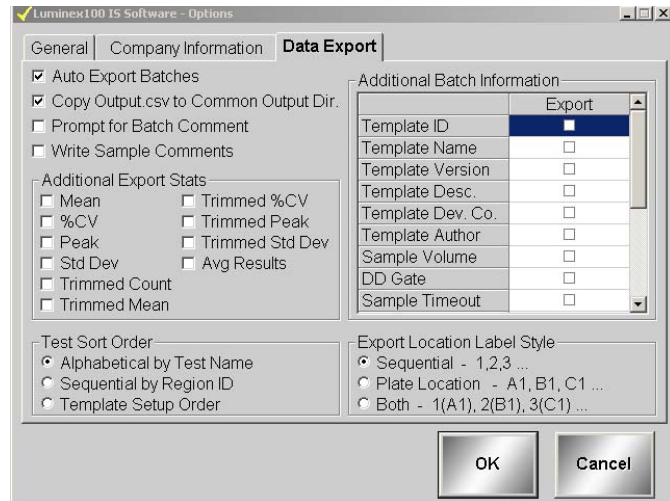 Luminex100 IS Software - Options
General
Company Information
Data Export
Auto Export Batches
Copy Output.csv to Common Output Dir.
Prompt for Batch Comment
Write Sample Comments
Additional Export Stats
Mean
%CV
Peak
Std Dev
Trimmed Count
Trimmed Mean
Trimmed %CV
Trimmed Peak
Trimmed Std Dev
Avg Results
Additional Batch Information
Export
Template ID
Template Name
Template Version
Template Desc.
Template Dev. Co.
Template Author
Sample Volume
DD Gate
Sample Timeout
Test Sort Order
Alphabetical by Test Name
Sequential by Region ID
Template Setup Order
Export Location Label Style
Sequential - 1,2,3 ...
Plate Location - A1, B1, C1 ...
Both - 1(A1), 2(B1), 3(C1) ...
OK
Cancel